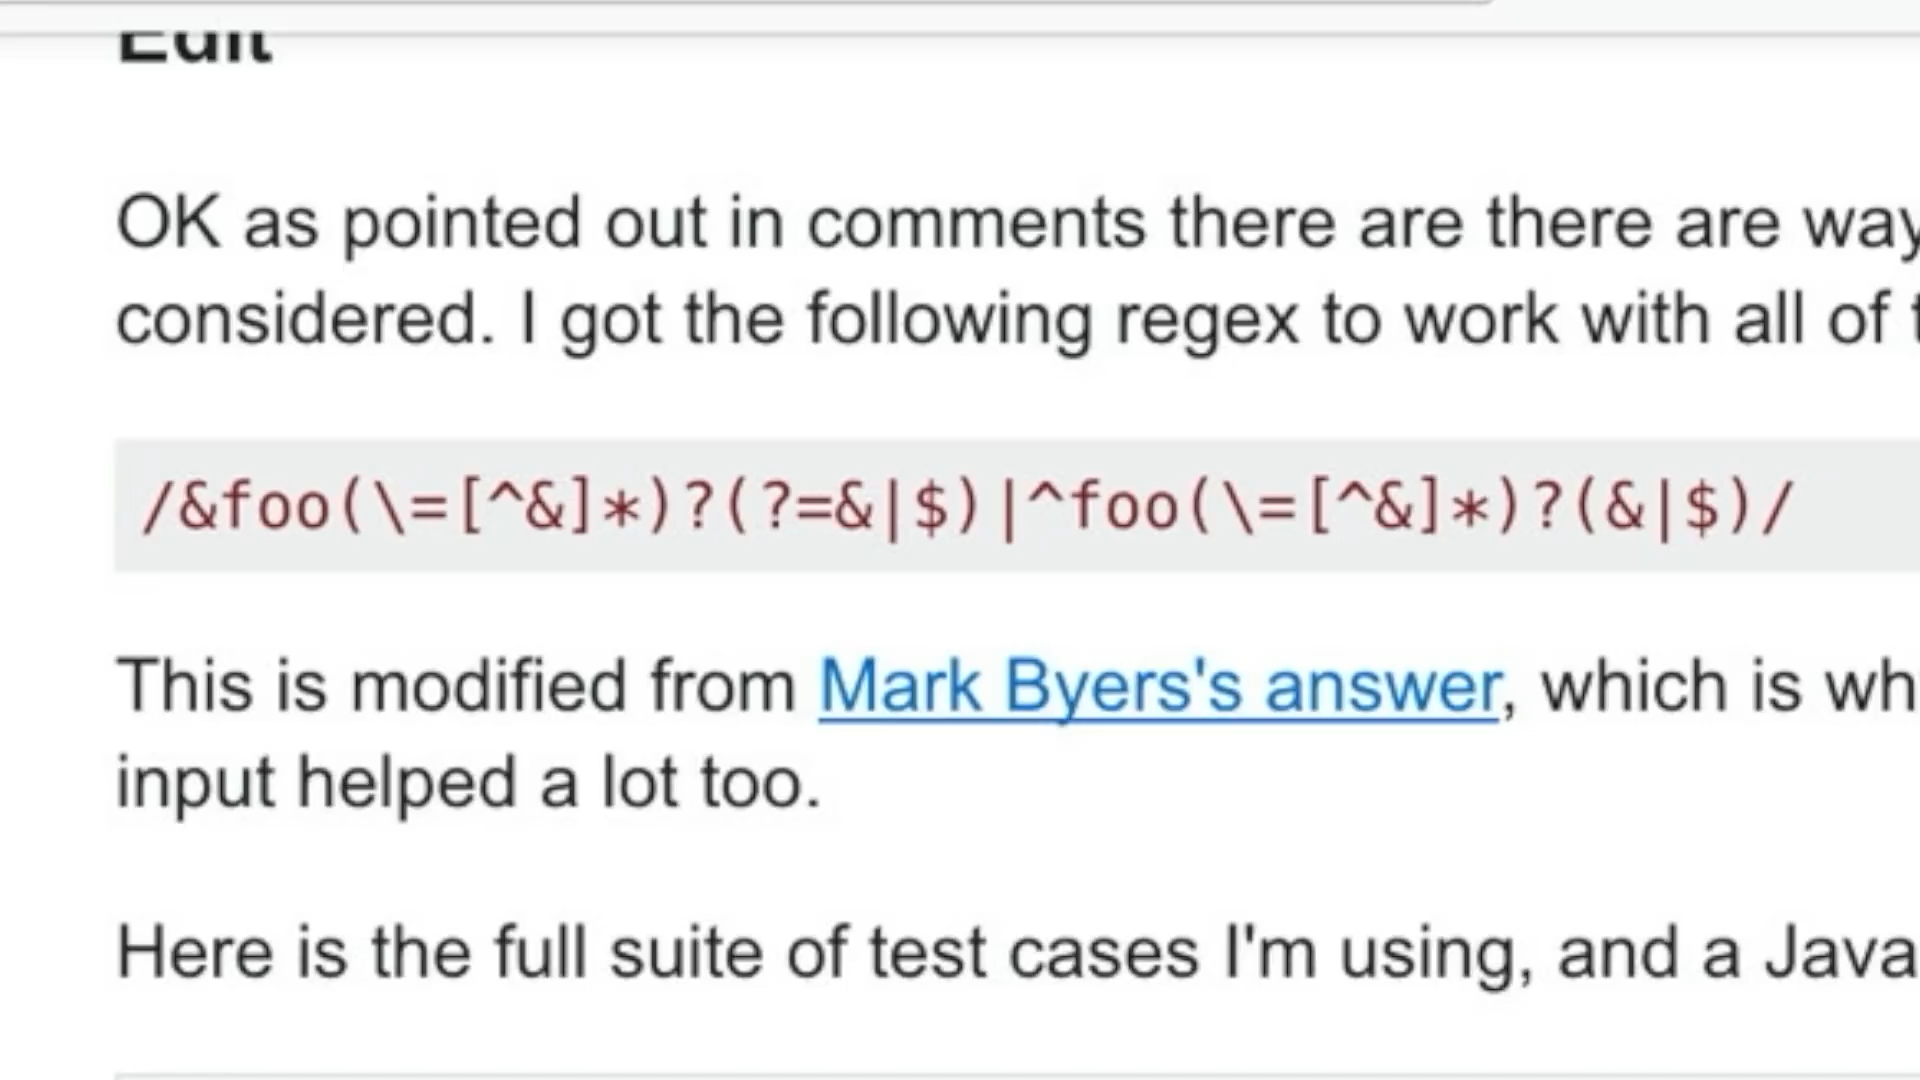 Edit
OK as pointed out in comments there are there are way
considered. I got the following regex to work with all of
/&foo(\=[^&]*)?(?=&|$)|^foo(\=[^&]*)?(&|$)/
This is modified from Mark Byers's answer, which is wh
input helped a lot too.
Here is the full suite of test cases I'm using, and a Java